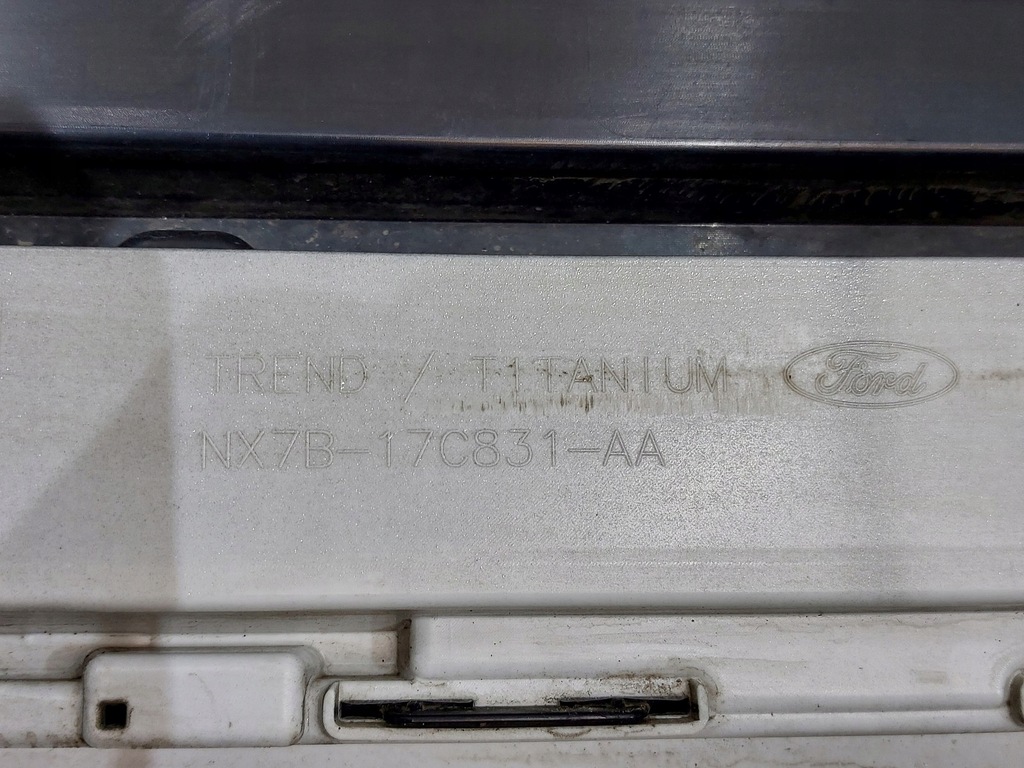 TREND / TITANIUM Ford
NX7B-17C831-AA